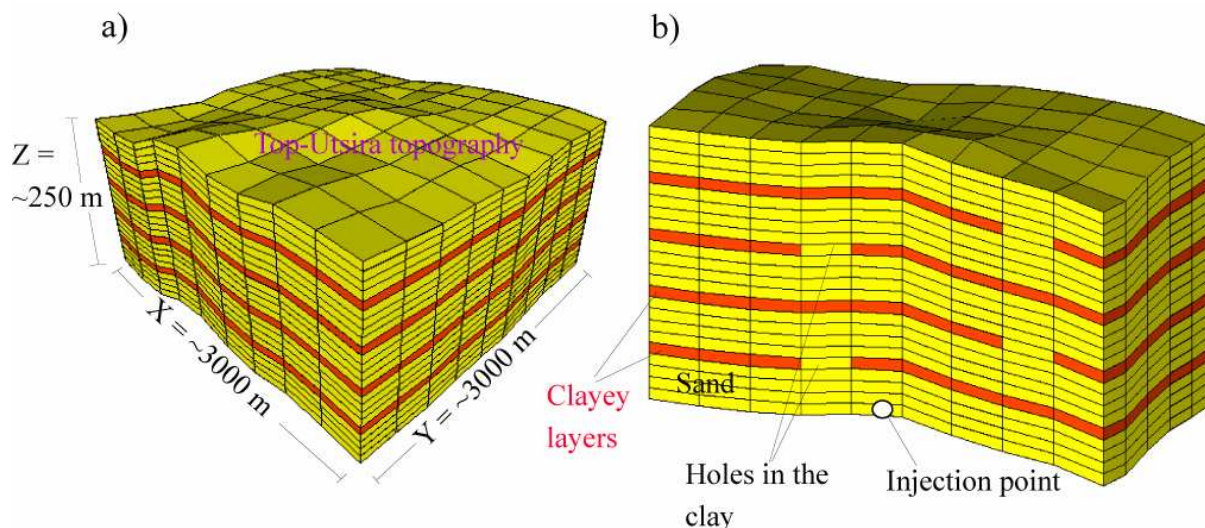 a)
Z =
~250 m
Top-Utsira topography
X = ~3000 m
Y = ~3000 m
b)
Clayey
layers
Sand
Holes in the
clay
Injection point